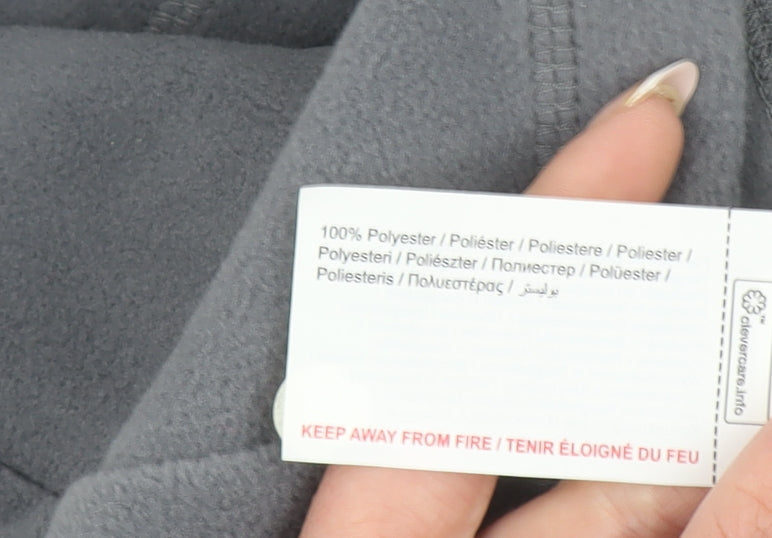 100% Polyester / Poliéster / Poliestere / Poliester /
Polyesteri / Poliészter / Полиестер / Polüester /
Poliesteris / Πολυεστέρας / بوليستر
KEEP AWAY FROM FIRE / TENIR ÉLOIGNÉ DU FEU
clevercare.info